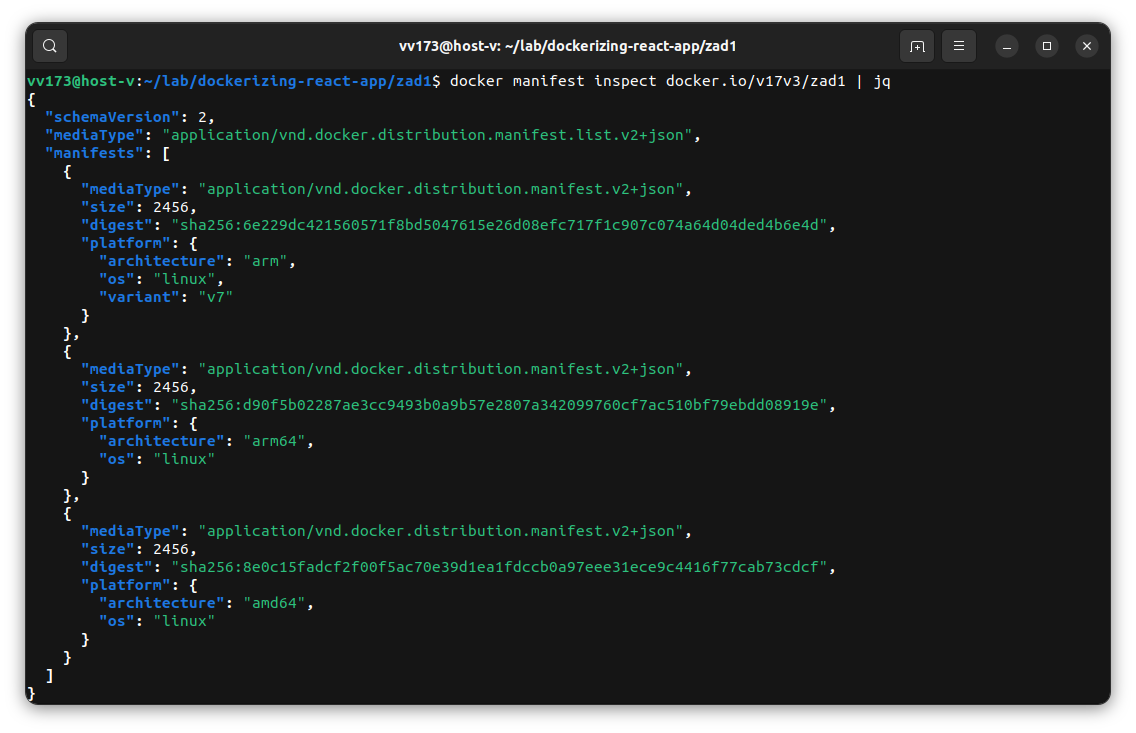 vv173@host-v: ~/lab/dockerizing-react-app/zad1
vv173@host-v:~/lab/dockerizing-react-app/zad1$ docker manifest inspect docker.io/v17v3/zad1 | jq
{
  "schemaVersion": 2,
  "mediaType": "application/vnd.docker.distribution.manifest.list.v2+json",
  "manifests": [
    {
      "mediaType": "application/vnd.docker.distribution.manifest.v2+json",
      "size": 2456,
      "digest": "sha256:6e229dc421560571f8bd5047615e26d08efc717f1c907c074a64d04ded4b6e4d",
      "platform": {
        "architecture": "arm",
        "os": "linux",
        "variant": "v7"
      }
    },
    {
      "mediaType": "application/vnd.docker.distribution.manifest.v2+json",
      "size": 2456,
      "digest": "sha256:d90f5b02287ae3cc9493b0a9b57e2807a342099760cf7ac510bf79ebdd08919e",
      "platform": {
        "architecture": "arm64",
        "os": "linux"
      }
    },
    {
      "mediaType": "application/vnd.docker.distribution.manifest.v2+json",
      "size": 2456,
      "digest": "sha256:8e0c15fadcf2f00f5ac70e39d1ea1fdccb0a97eee31ece9c4416f77cab73cdcf",
      "platform": {
        "architecture": "amd64",
        "os": "linux"
      }
    }
  ]
}